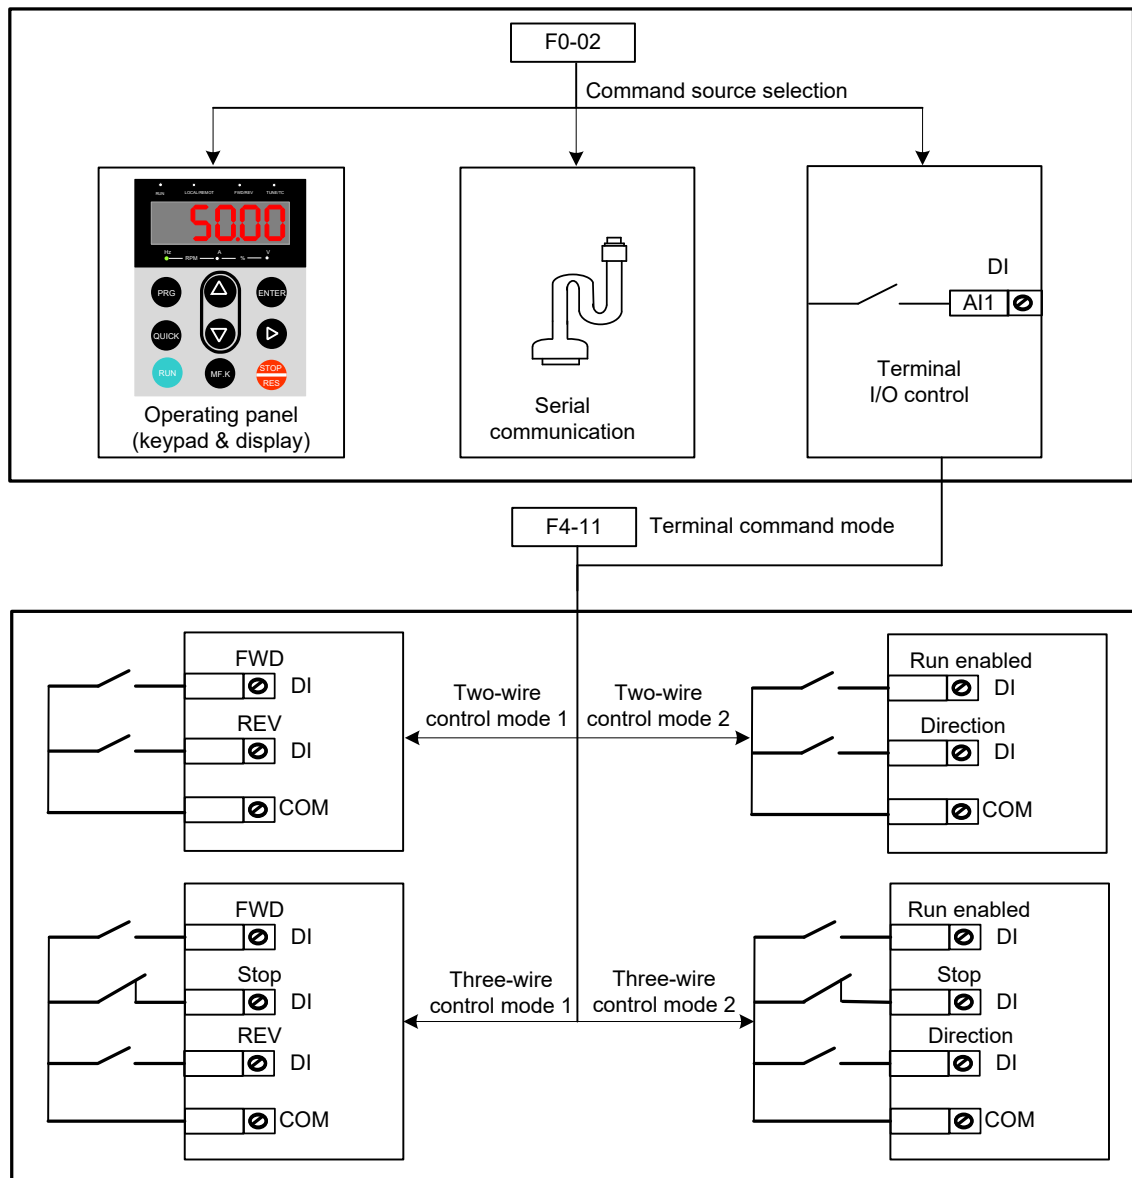 F0-02
Command source selection
RUN LOCAL/REMOT FWD/REV TUNE/TC
50.00
Hz A V
RPM %
PRG ENTER
QUICK
RUN MF.K STOP
RES
Operating panel
(keypad & display)
Serial
communication
DI
AI1
Terminal
I/O control
F4-11 Terminal command mode
FWD
DI
REV
DI
COM
Two-wire
control mode 1
Two-wire
control mode 2
Run enabled
DI
Direction
DI
COM
FWD
DI
Stop
DI
REV
DI
COM
Three-wire
control mode 1
Three-wire
control mode 2
Run enabled
DI
Stop
DI
Direction
DI
COM